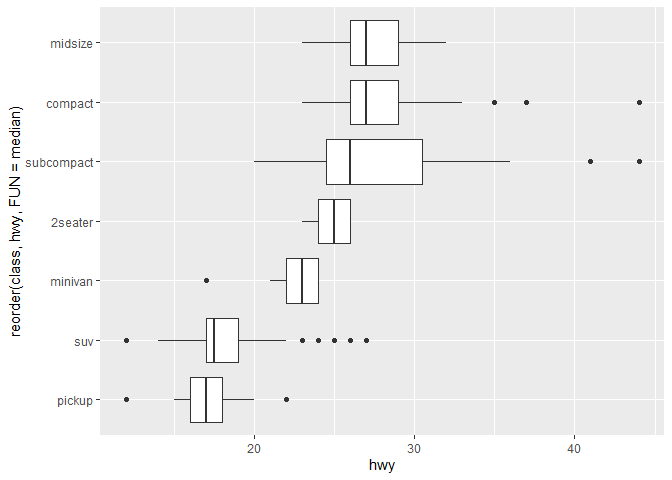 reorder(class, hwy, FUN = median)
midsize
compact
subcompact
2seater
minivan
suv
pickup
20 30 40
hwy